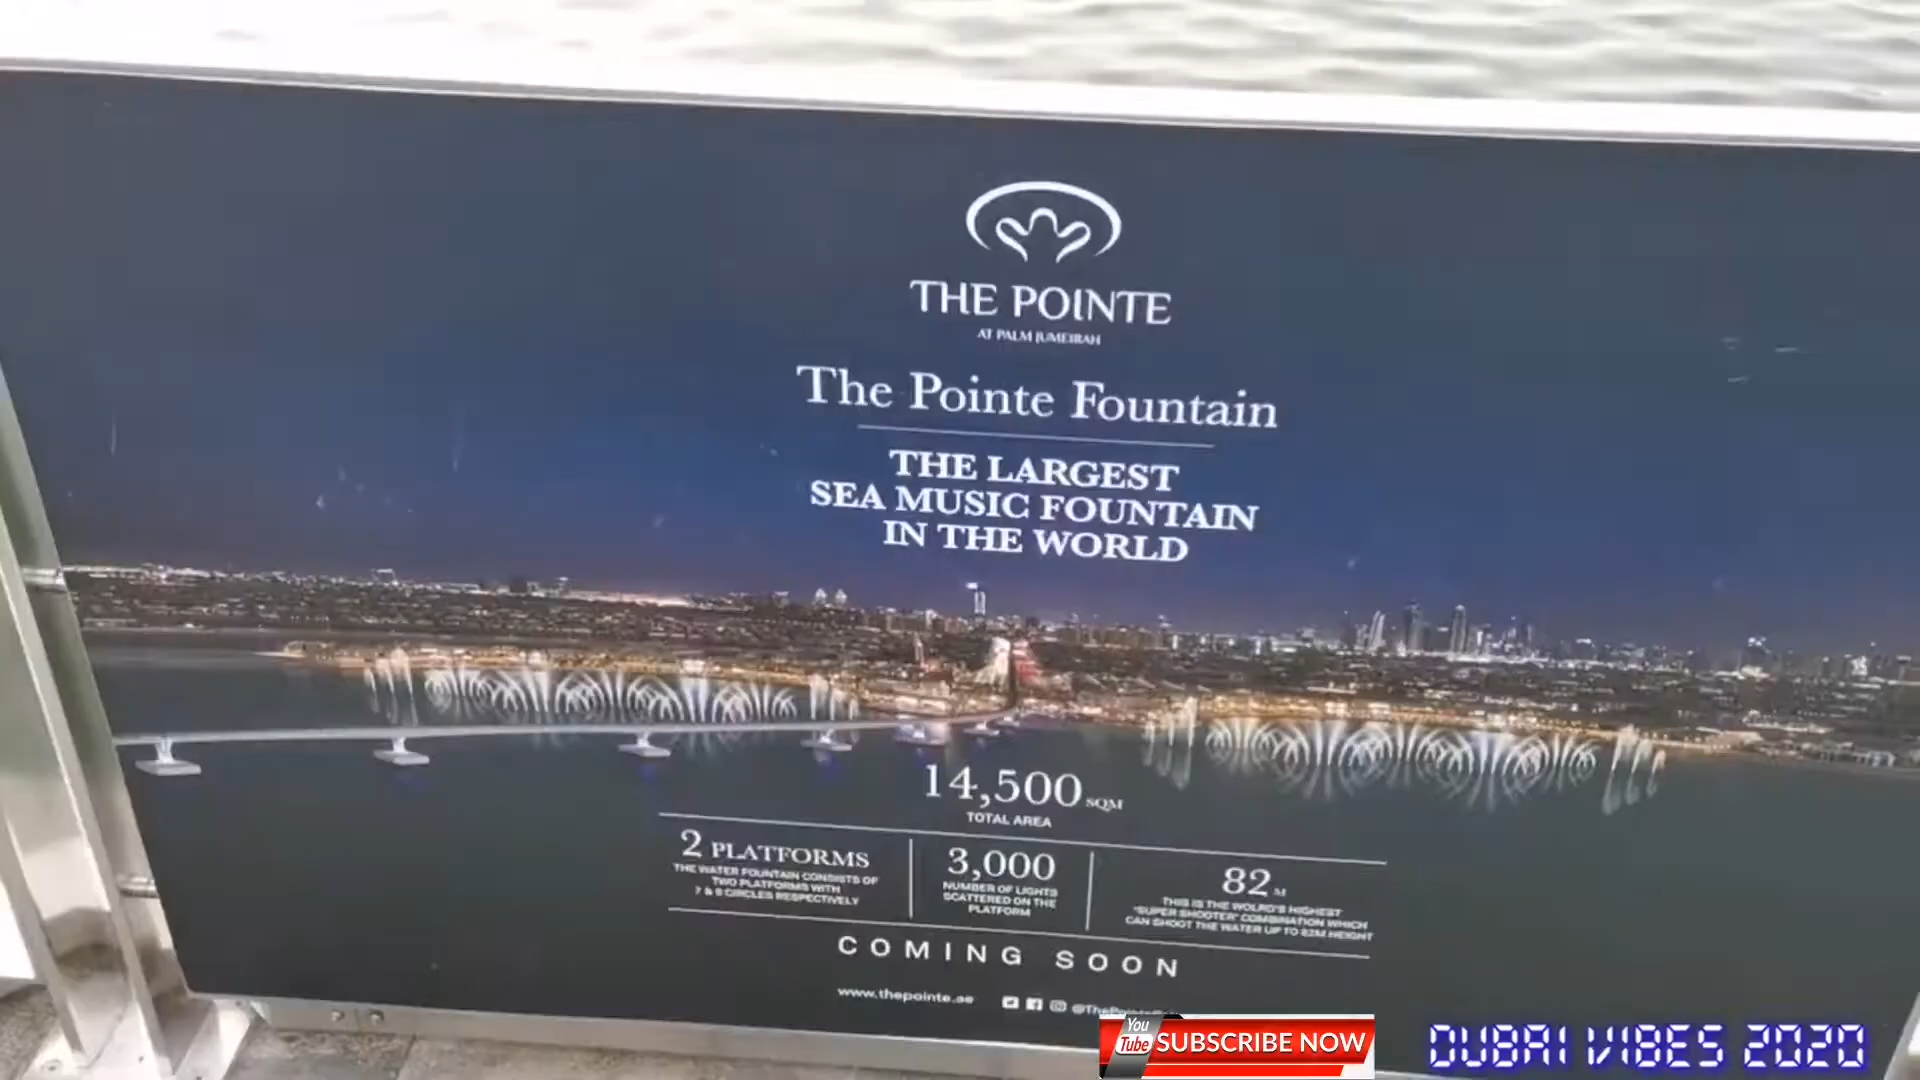 THE POINTE
AT PALM JUMEIRAH
The Pointe Fountain
THE LARGEST
SEA MUSIC FOUNTAIN
IN THE WORLD
14,500 SQM
TOTAL AREA
2 PLATFORMS
THE WATER FOUNTAIN CONSISTS OF
TWO PLATFORMS WITH
CIRCLES RESPECTIVELY
3,000
NUMBER OF LIGHTS
SCATTERED ON THE
PLATFORM
82 M
THIS IS THE WOLRD'S HIGHEST
"SUPER SHOOTER" COMBINATION WHICH
CAN SHOOT THE WATER UP TO 82M HEIGHT
COMING SOON
www.thepointe.ae
You
Tube
SUBSCRIBE NOW
DUBAI VIBES 2020